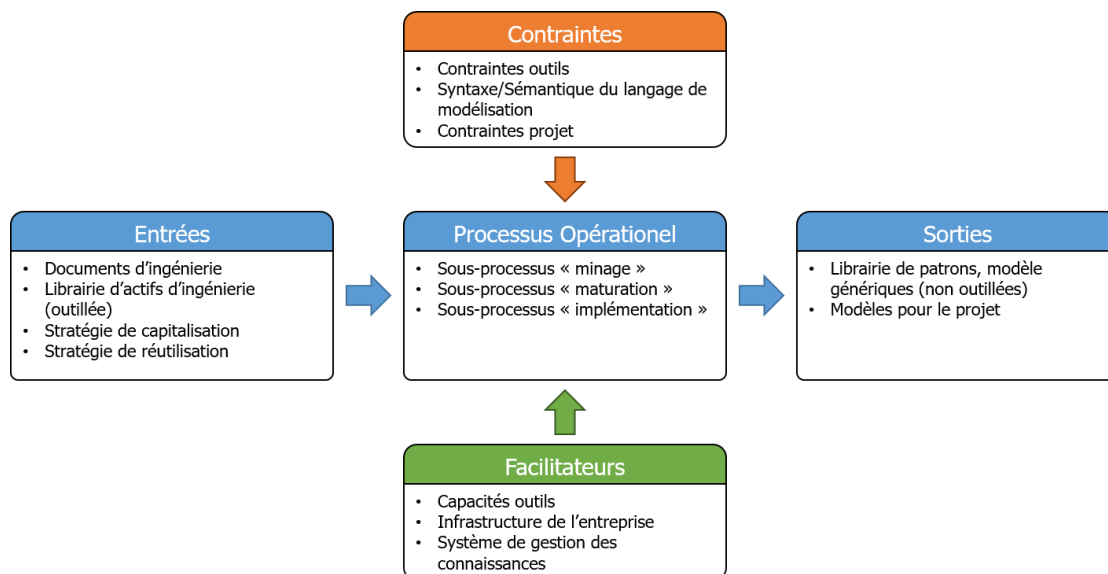 Contraintes
• Contraintes outils
• Syntaxe/Sémantique du langage de
modélisation
• Contraintes projet
Entrées
• Documents d’ingénierie
• Librairie d’actifs d’ingénierie
(outillée)
• Stratégie de capitalisation
• Stratégie de réutilisation
Processus Opérationel
• Sous-processus « minage »
• Sous-processus « maturation »
• Sous-processus « implémentation »
Sorties
• Librairie de patrons, modèle
génériques (non outillées)
• Modèles pour le projet
Facilitateurs
• Capacités outils
• Infrastructure de l’entreprise
• Système de gestion des
connaissances